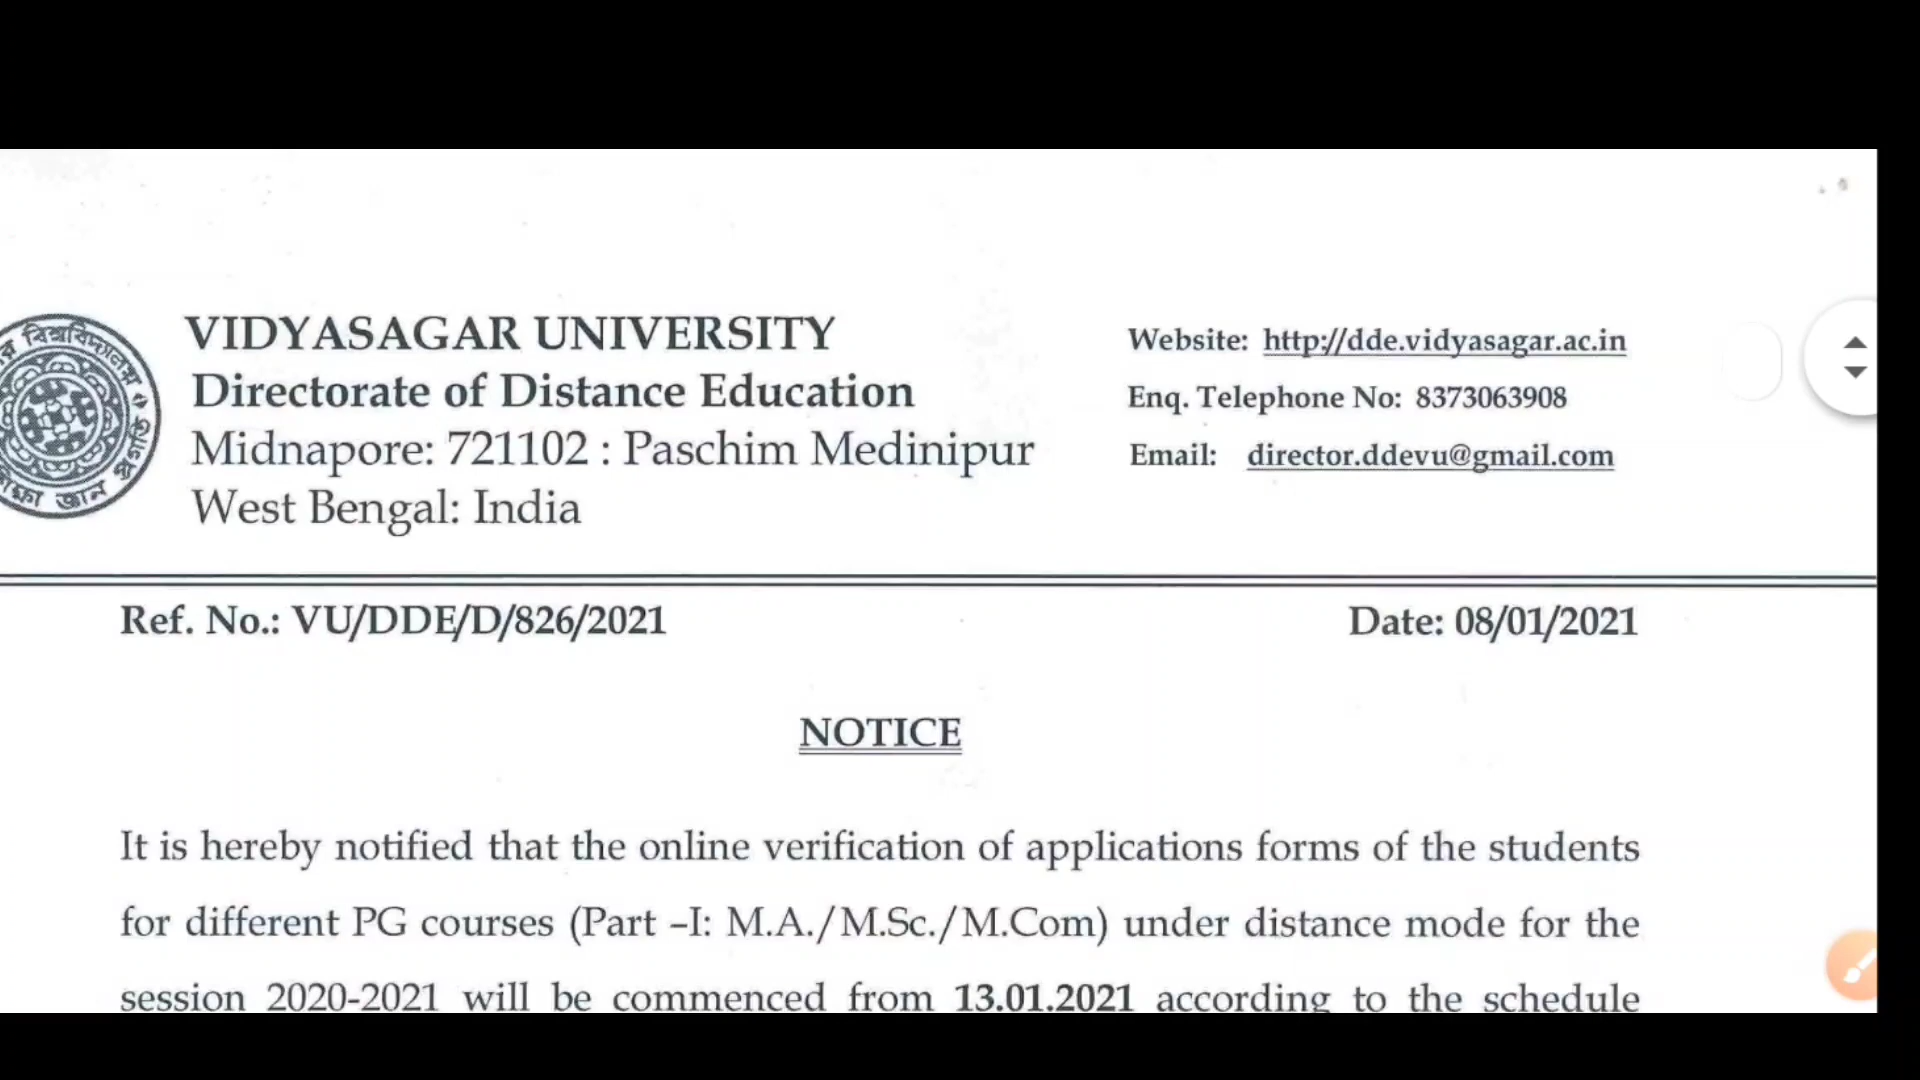 বিশ্ববিদ্যালয়
জ্ঞান
VIDYASAGAR UNIVERSITY
Directorate of Distance Education
Midnapore: 721102 : Paschim Medinipur
West Bengal: India
Website: http://dde.vidyasagar.ac.in
Enq. Telephone No: 8373063908
Email: director.ddevu@gmail.com
Ref. No.: VU/DDE/D/826/2021
Date: 08/01/2021
NOTICE
It is hereby notified that the online verification of applications forms of the students
for different PG courses (Part –I: M.A./M.Sc./M.Com) under distance mode for the
session 2020-2021 will be commenced from 13.01.2021 according to the schedule